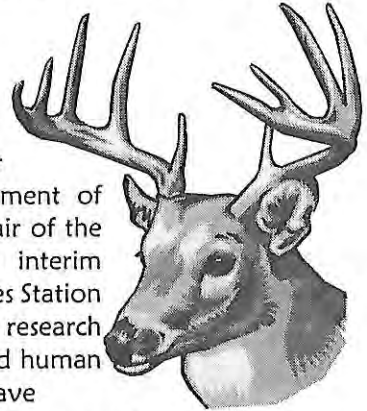 ment of
air of the
interim
es Station
research
d human
ave